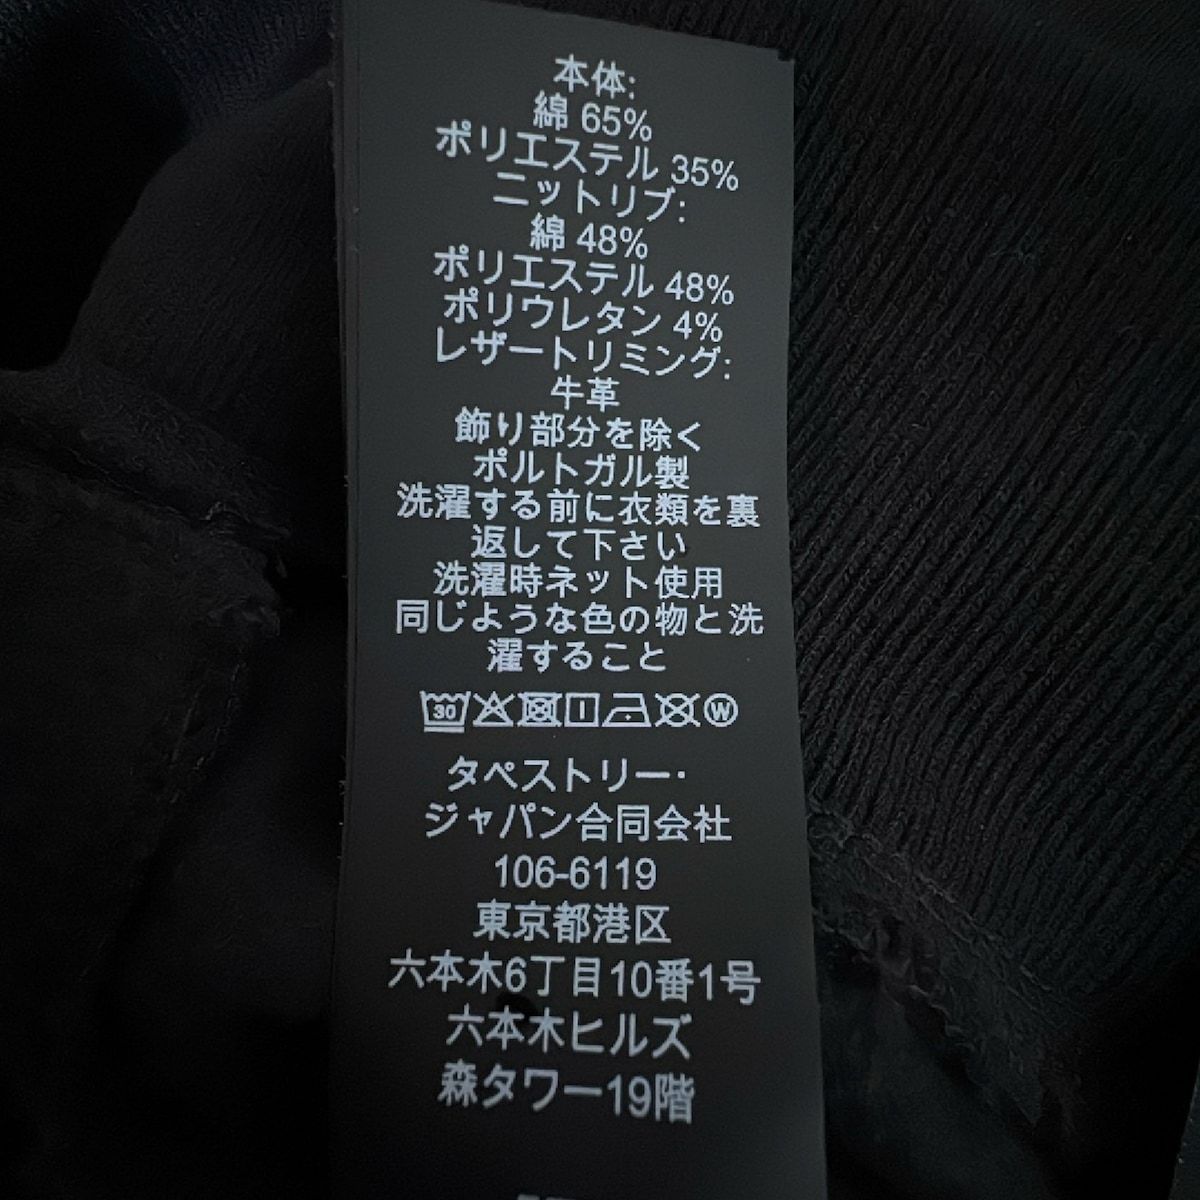 本体:
綿 65%
ポリエステル 35%
ニットリブ:
綿 48%
ポリエステル 48%
ポリウレタン 4%
レザートリミング:
牛革
飾り部分を除く
ポルトガル製
洗濯する前に衣類を裏
返して下さい
洗濯時ネット使用
同じような色の物と洗
濯すること
30 W
タペストリー・
ジャパン合同会社
106-6119
東京都港区
六本木6丁目10番1号
六本木ヒルズ
森タワー19階